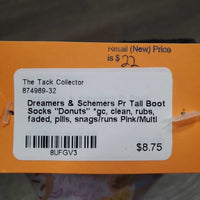 Retail (New) Price
is $ 22
The Tack Collector
874989-32
Dreamers & Schemers Pr Tall Boot
Socks "Donuts" *gc, clean, rubs,
faded, pills, snags/runs Pink/Multi
8UFGV3
$8.75